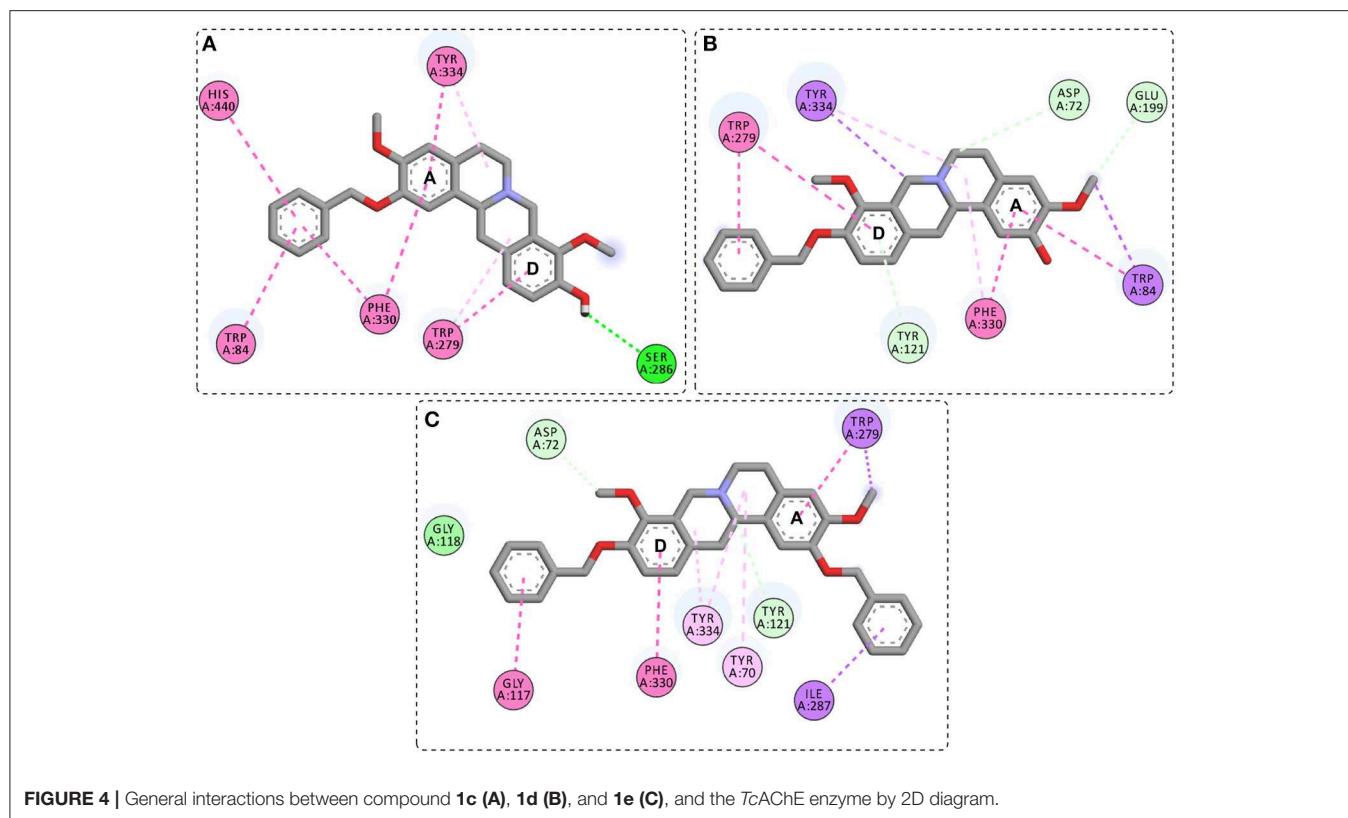 A
TYR
A:334
HIS
A:440
A
D
PHE
A:330
TRP
A:84
TRP
A:279
SER
A:286
B
TYR
A:334
ASP
A:72
GLU
A:199
TRP
A:279
A
D
TRP
A:84
PHE
A:330
TYR
A:121
C
TRP
A:279
ASP
A:72
GLY
A:118
A
D
TYR
A:334
TYR
A:121
TYR
A:70
PHE
A:330
GLY
A:117
ILE
A:287
FIGURE 4 | General interactions between compound 1c (A), 1d (B), and 1e (C), and the TcAChE enzyme by 2D diagram.